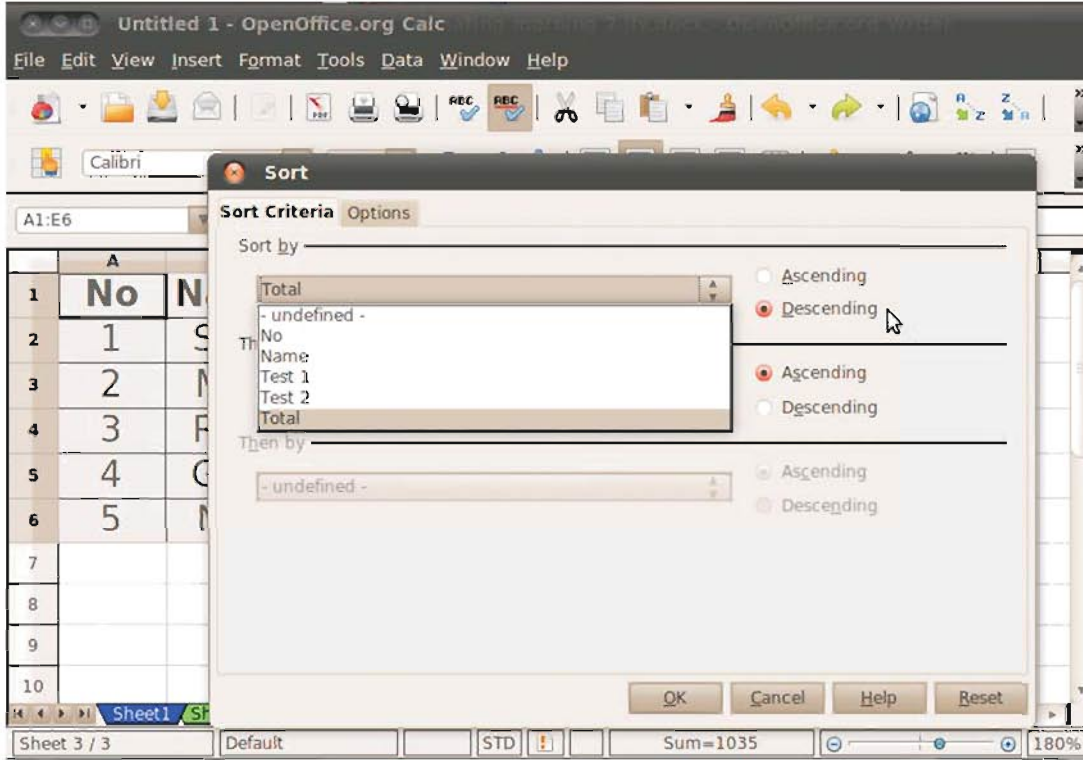 Untitled 1 - OpenOffice.org Calc
File Edit View Insert Format Tools Data Window Help
Calibri
A1:E6
Sort
Sort Criteria Options
Sort by
Total
Ascending
Descending
- undefined -
No
Name
Test 1
Test 2
Total
Th
Ascending
Descending
Then by
- undefined -
Ascending
Descending
A
1 No N
2 1 S
3 2 N
4 3 R
5 4 G
6 5 N
7
8
9
10
OK Cancel Help Reset
Sheet1 Sh
Sheet 3 / 3 Default STD Sum=1035 180%